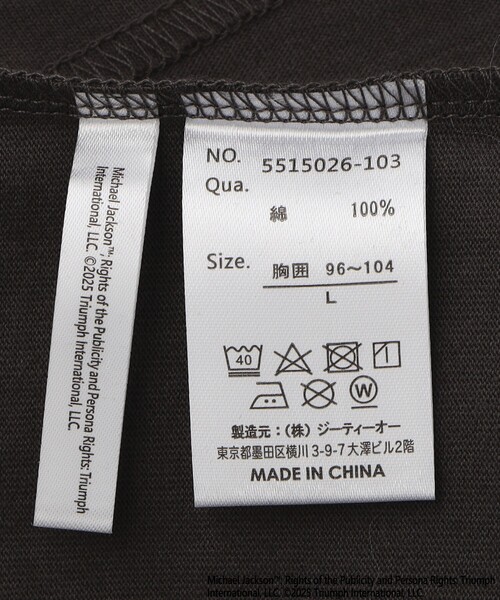 Michael Jackson™; Rights of the Publicity and Persona Rights: Triumph
International, LLC. ©2025 Triumph International, LLC.
NO. 5515026-103
Qua.
綿 100%
Size. 胸囲 96～104
L
40
W
製造元：（株）ジーティーオー
東京都墨田区横川3-9-7大澤ビル2階
MADE IN CHINA
Michael Jackson™; Rights of the Publicity and Persona Rights: Triumph
International, LLC. ©2025 Triumph International, LLC.